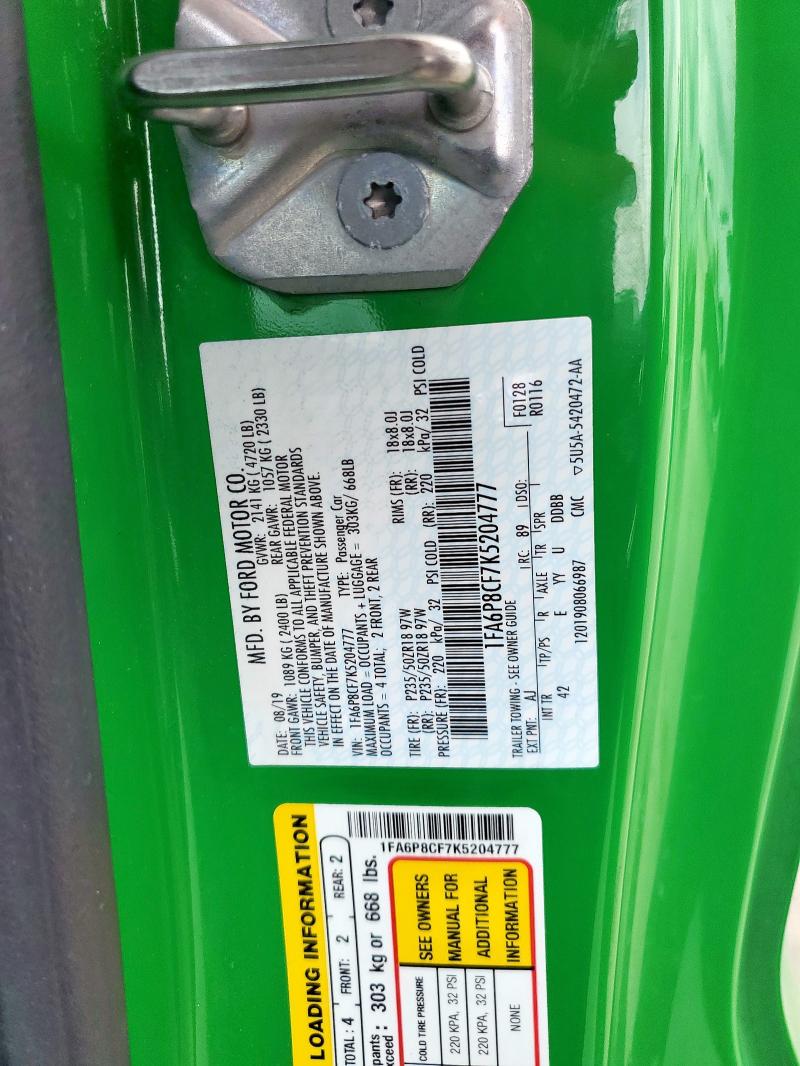 MFD. BY FORD MOTOR CO.
DATE: 08/19 GVWR: 2141 KG ( 4720 LB)
FRONT GAWR: 1089 KG ( 2400 LB) REAR GAWR: 1057 KG ( 2330 LB)
THIS VEHICLE CONFORMS TO ALL APPLICABLE FEDERAL MOTOR
VEHICLE SAFETY, BUMPER, AND THEFT PREVENTION STANDARDS
IN EFFECT ON THE DATE OF MANUFACTURE SHOWN ABOVE.
VIN: 1FA6P8CF7K5204777 TYPE: Passenger Car
MAXIMUM LOAD = OCCUPANTS + LUGGAGE = 303KG/ 668LB
OCCUPANTS = 4 TOTAL; 2 FRONT, 2 REAR
TIRE (FR): P235/50ZR18 97W RIMS (FR): 18x8.0J
(RR): P235/50ZR18 97W (RR): 18x8.0J
PRESSURE (FR): 220 kPa/ 32 PSI COLD (RR): 220 kPa/ 32 PSI COLD
1FA6P8CF7K5204777
TRAILER TOWING - SEE OWNER GUIDE
EXT PNT: AJ RC: 89 DSO: F0128
R0116
INT TR TP/PS R AXLE TR SPR
42 E YY U DDBB
1201908066987 CMC ▽5U5A-5420472-AA
LOADING INFORMATION
TOTAL : 4 FRONT: 2 REAR: 2
pants : 303 kg or 668 lbs.
xceed :
1FA6P8CF7K5204777
COLD TIRE PRESSURE
220 KPA, 32 PSI
220 KPA, 32 PSI
NONE
SEE OWNERS
MANUAL FOR
ADDITIONAL
INFORMATION